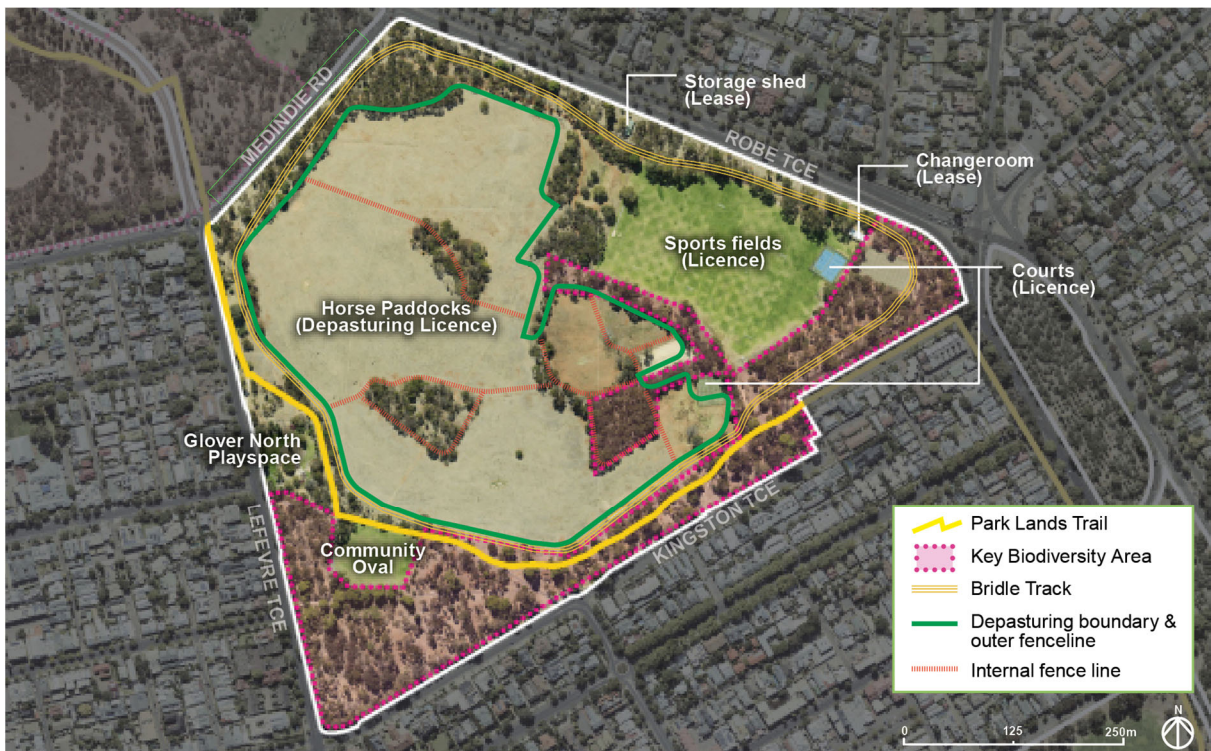 Storage shed
(Lease)
MEDINDIE RD
ROBE TCE
Changeroom
(Lease)
Sports fields
(Licence)
Courts
(Licence)
Horse Paddocks
(Depasturing Licence)
Glover North
Playspace
LEFEVRE TCE
Community
Oval
KINGSTON TCE
Park Lands Trail
Key Biodiversity Area
Bridle Track
Depasturing boundary &
outer fenceline
Internal fence line
N
0 125 250m